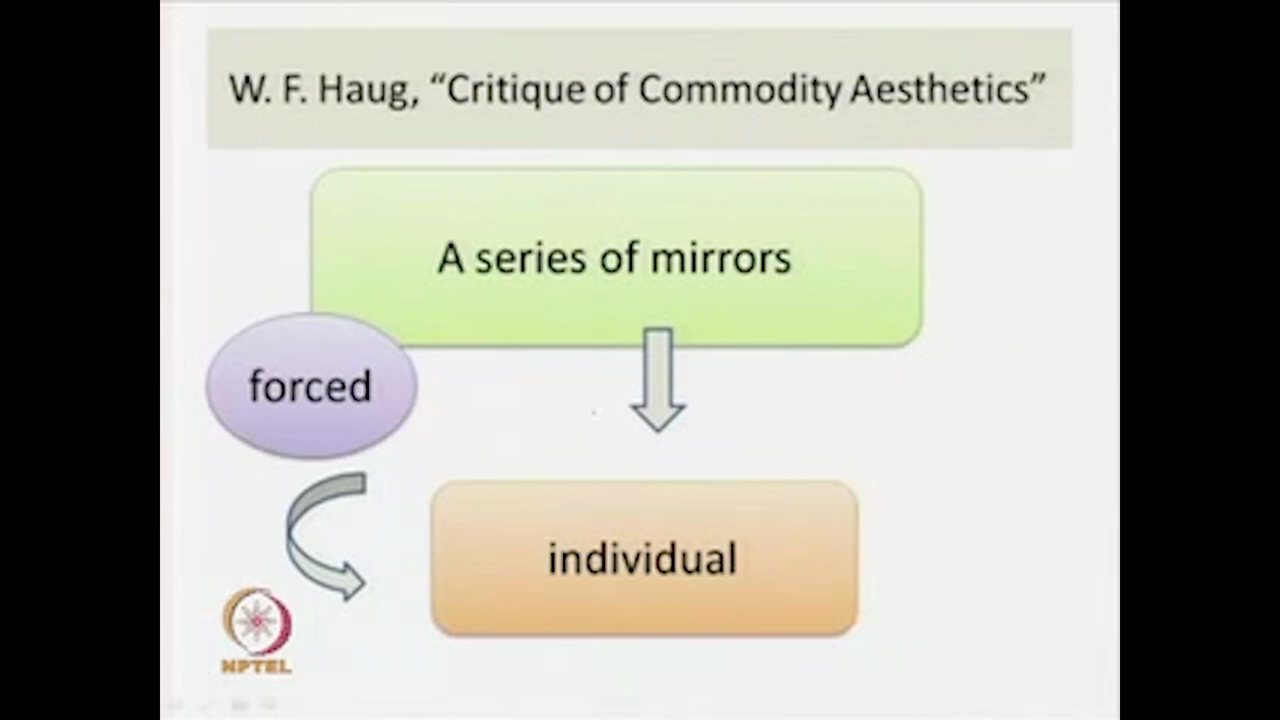 W. F. Haug, “Critique of Commodity Aesthetics”
A series of mirrors
forced
individual
NPTEL